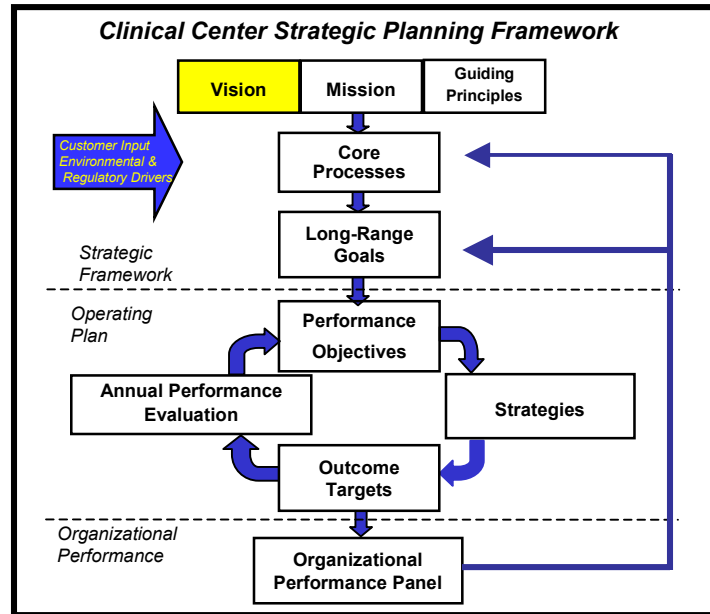 Clinical Center Strategic Planning Framework
Vision
Mission
Guiding
Principles
Customer Input
Environmental &
Regulatory Drivers
Core
Processes
Long-Range
Goals
Strategic
Framework
Operating
Plan
Performance
Objectives
Annual Performance
Evaluation
Strategies
Outcome
Targets
Organizational
Performance
Organizational
Performance Panel